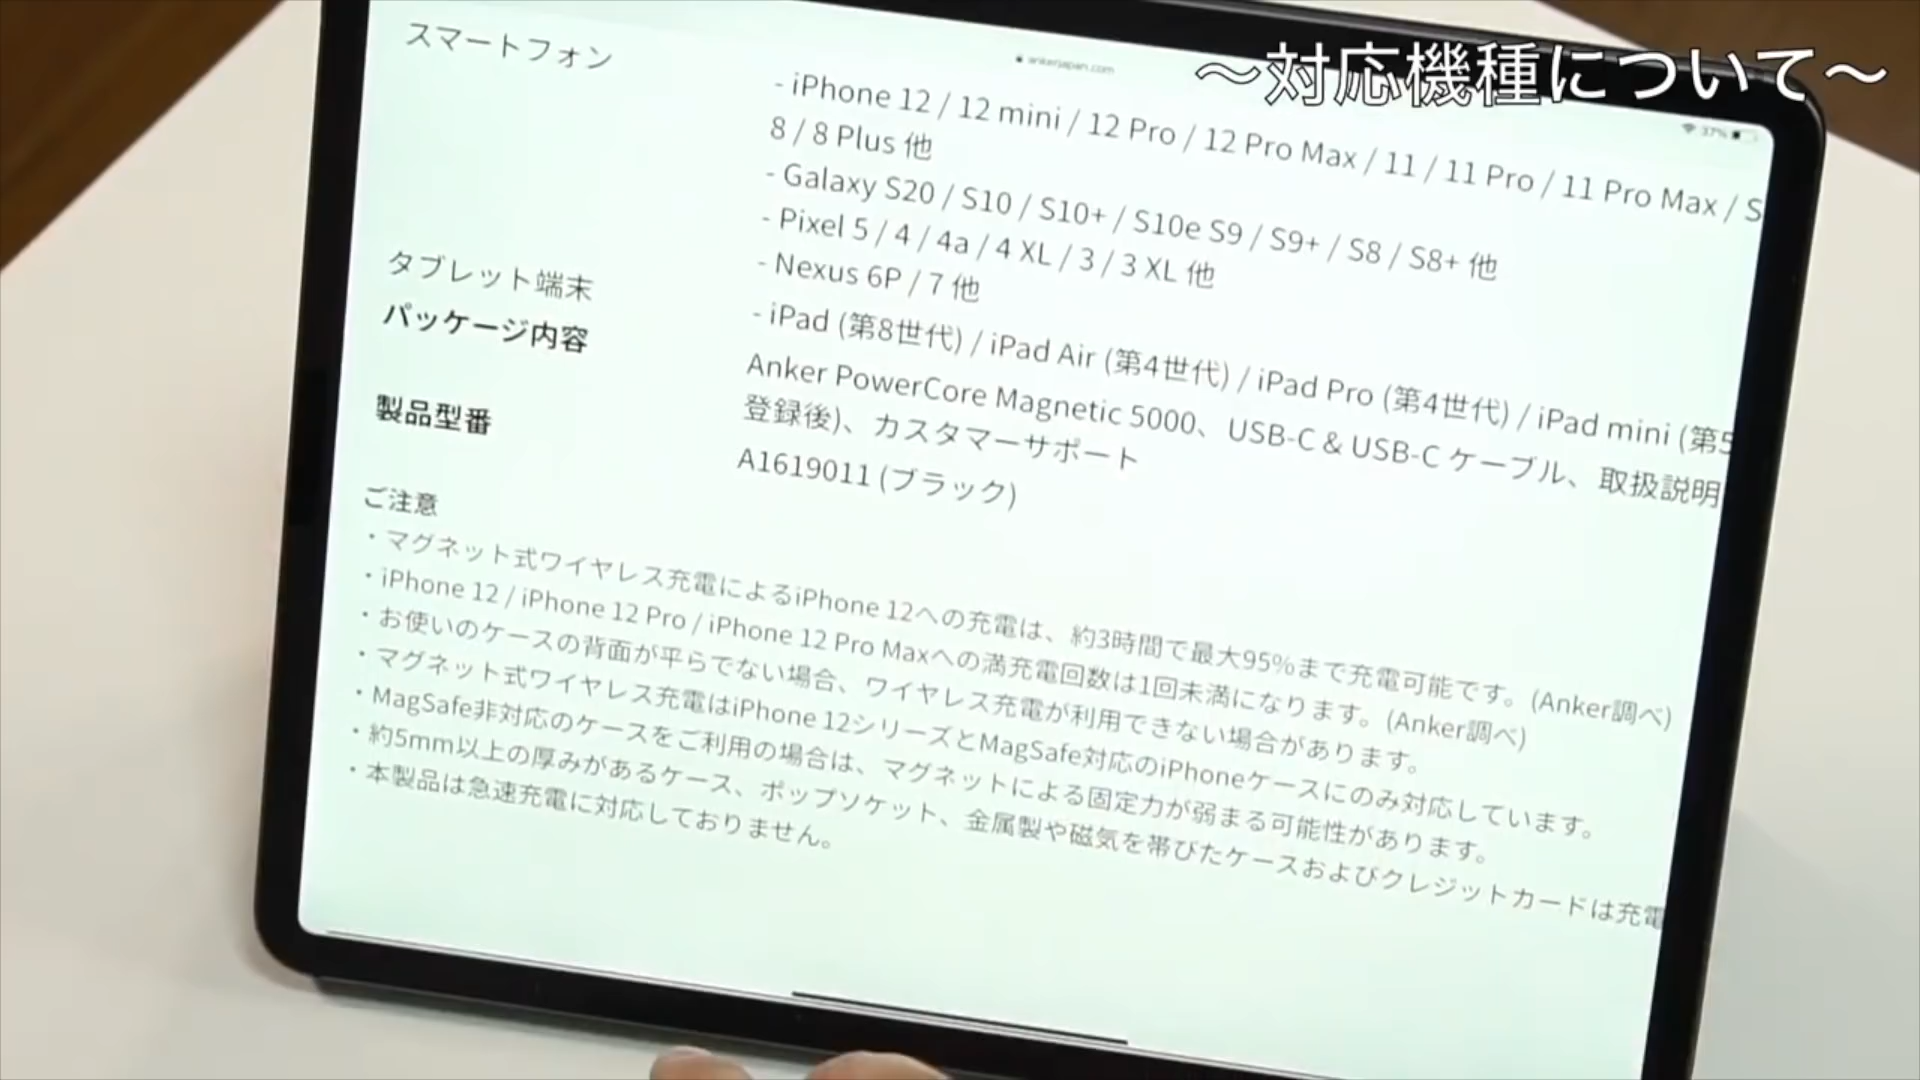 ～対応機種について～
ankerjapan.com
37%
スマートフォン
- iPhone 12 / 12 mini / 12 Pro / 12 Pro Max / 11 / 11 Pro / 11 Pro Max / S
8 / 8 Plus 他
- Galaxy S20 / S10 / S10+ / S10e S9 / S9+ / S8 / S8+ 他
- Pixel 5 / 4 / 4a / 4 XL / 3 / 3 XL 他
- Nexus 6P / 7 他
タブレット端末
- iPad (第8世代) / iPad Air (第4世代) / iPad Pro (第4世代) / iPad mini (第5
パッケージ内容
Anker PowerCore Magnetic 5000、USB-C & USB-C ケーブル、取扱説明
登録後)、カスタマーサポート
製品型番
A1619011 (ブラック)
ご注意
・マグネット式ワイヤレス充電によるiPhone 12への充電は、約3時間で最大95%まで充電可能です。(Anker調べ)
・iPhone 12 / iPhone 12 Pro / iPhone 12 Pro Maxへの満充電回数は1回未満になります。(Anker調べ)
・お使いのケースの背面が平らでない場合、ワイヤレス充電が利用できない場合があります。
・マグネット式ワイヤレス充電はiPhone 12シリーズとMagSafe対応のiPhoneケースにのみ対応しています。
・MagSafe非対応のケースをご利用の場合は、マグネットによる固定力が弱まる可能性があります。
・約5mm以上の厚みがあるケース、ポップソケット、金属製や磁気を帯びたケースおよびクレジットカードは充電
・本製品は急速充電に対応しておりません。